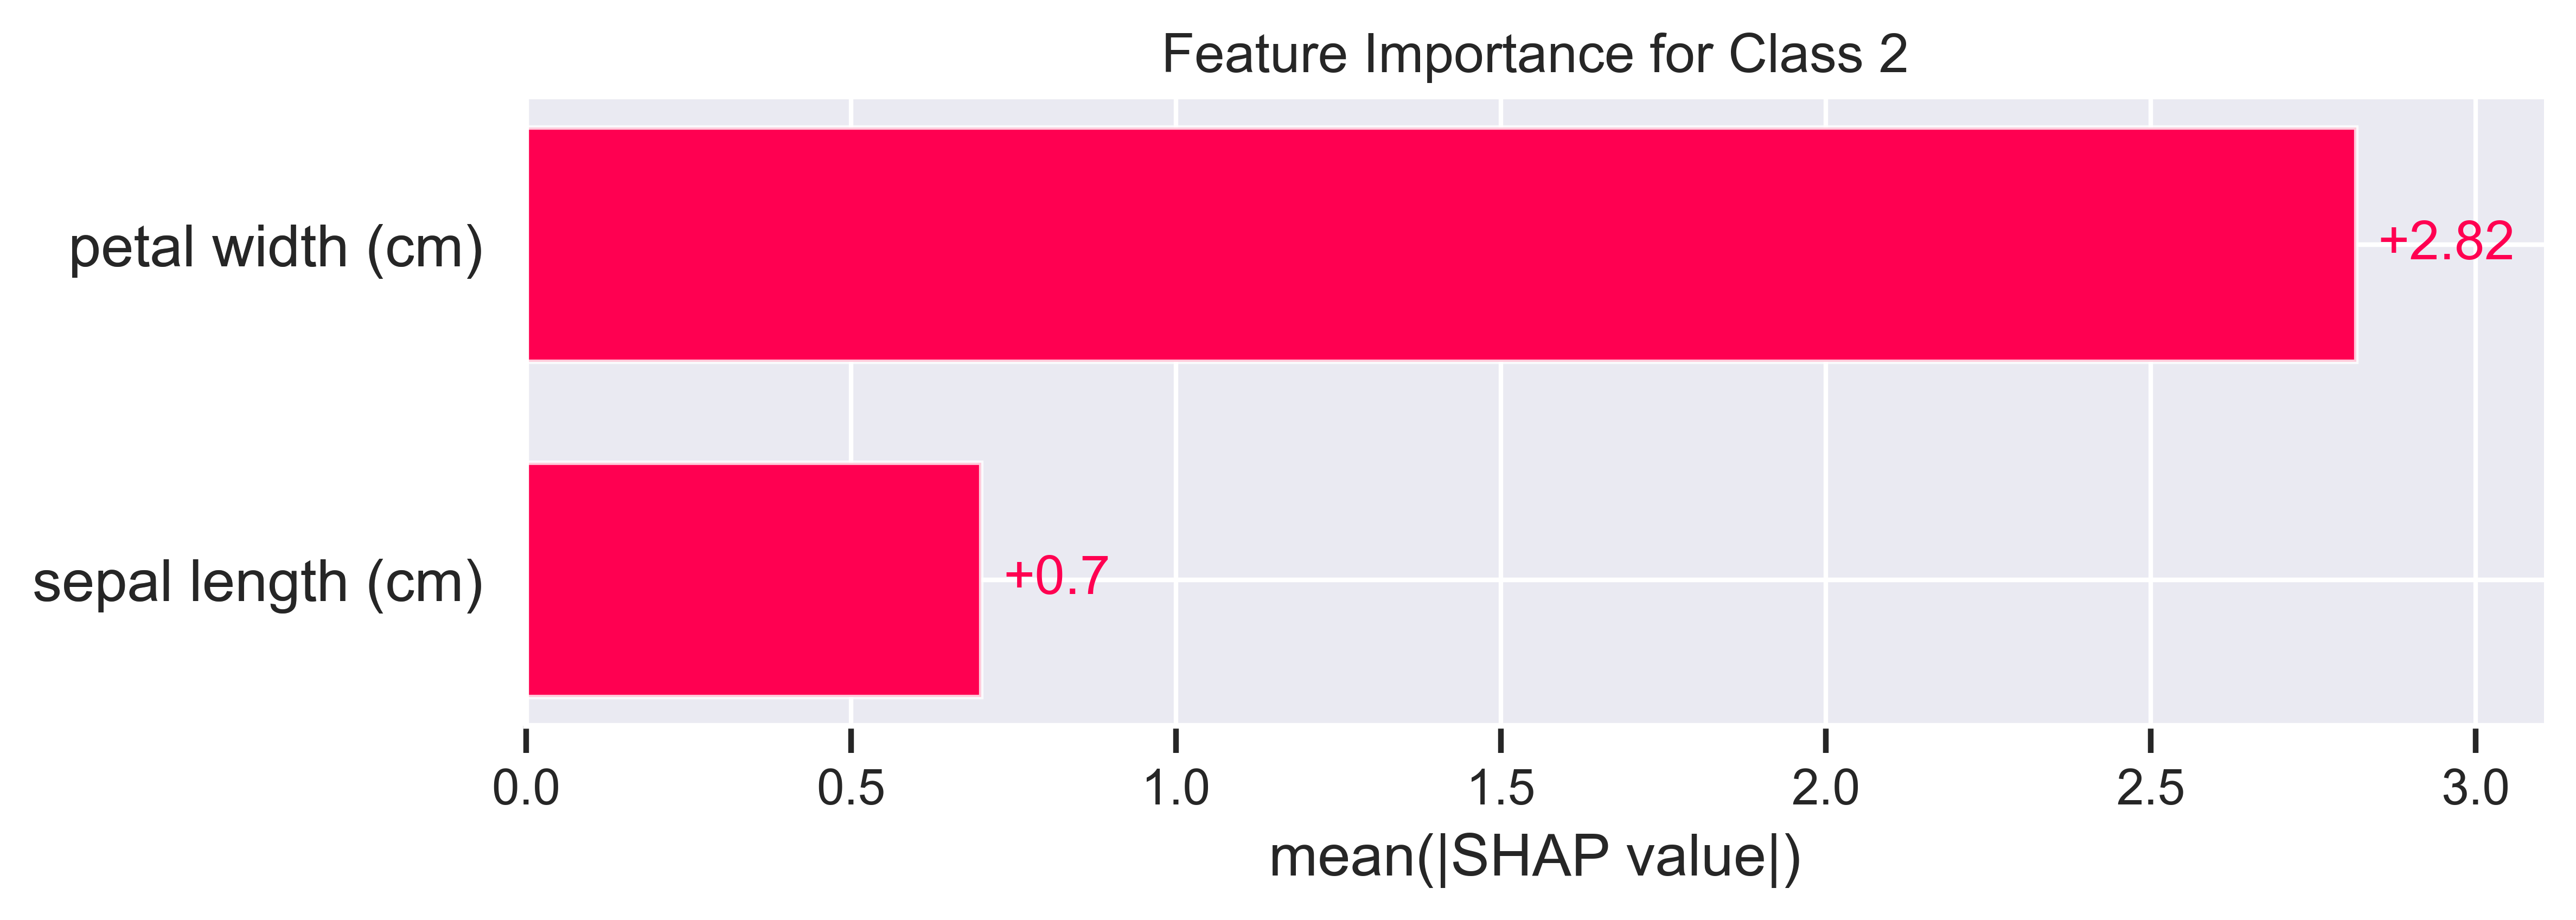 Feature Importance for Class 2
petal width (cm)
+2.82
sepal length (cm)
+0.7
0.0 0.5 1.0 1.5 2.0 2.5 3.0
mean(|SHAP value|)